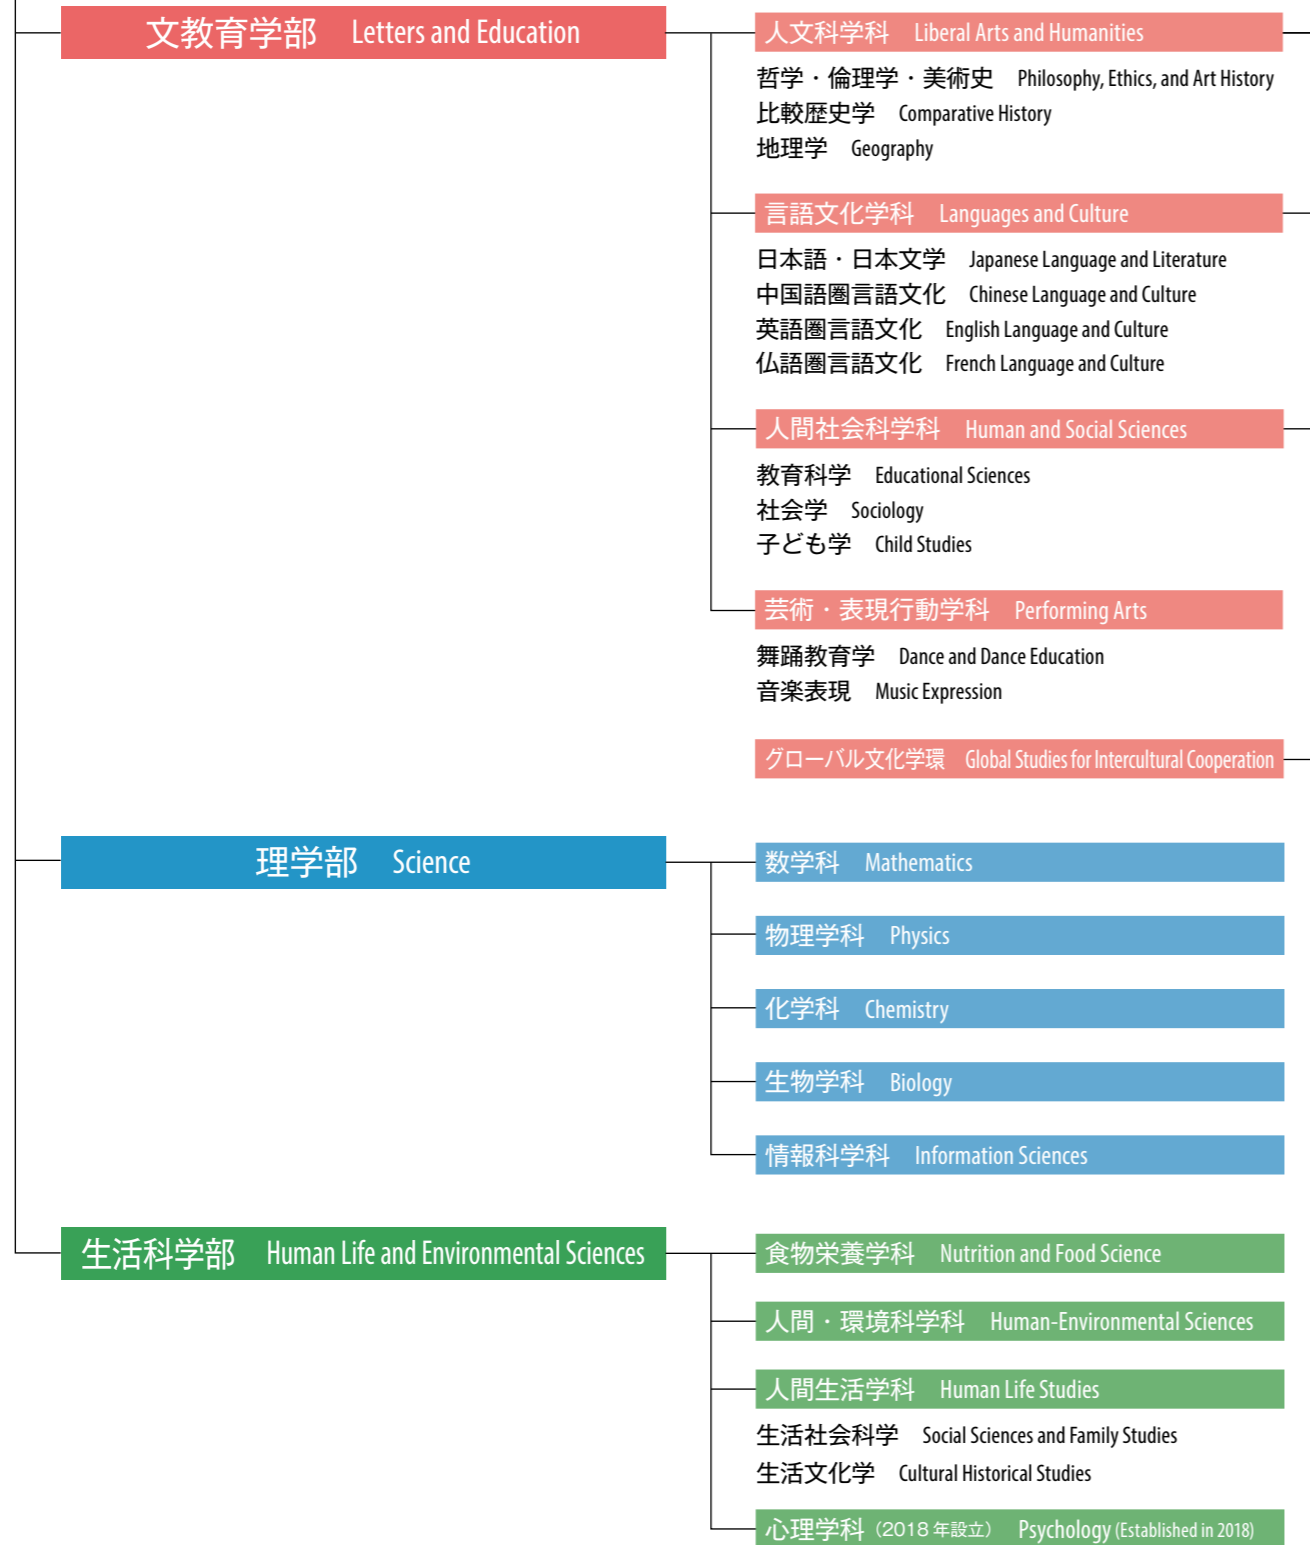 文教育学部 Letters and Education
人文科学科 Liberal Arts and Humanities
哲学・倫理学・美術史 Philosophy, Ethics, and Art History
比較歴史学 Comparative History
地理学 Geography
言語文化学科 Languages and Culture
日本語・日本文学 Japanese Language and Literature
中国語圏言語文化 Chinese Language and Culture
英語圏言語文化 English Language and Culture
仏語圏言語文化 French Language and Culture
人間社会科学科 Human and Social Sciences
教育科学 Educational Sciences
社会学 Sociology
子ども学 Child Studies
芸術・表現行動学科 Performing Arts
舞踊教育学 Dance and Dance Education
音楽表現 Music Expression
グローバル文化学環 Global Studies for Intercultural Cooperation
理学部 Science
数学科 Mathematics
物理学科 Physics
化学科 Chemistry
生物学科 Biology
情報科学科 Information Sciences
生活科学部 Human Life and Environmental Sciences
食物栄養学科 Nutrition and Food Science
人間・環境科学科 Human-Environmental Sciences
人間生活学科 Human Life Studies
生活社会科学 Social Sciences and Family Studies
生活文化学 Cultural Historical Studies
心理学科（2018年設立） Psychology (Established in 2018)